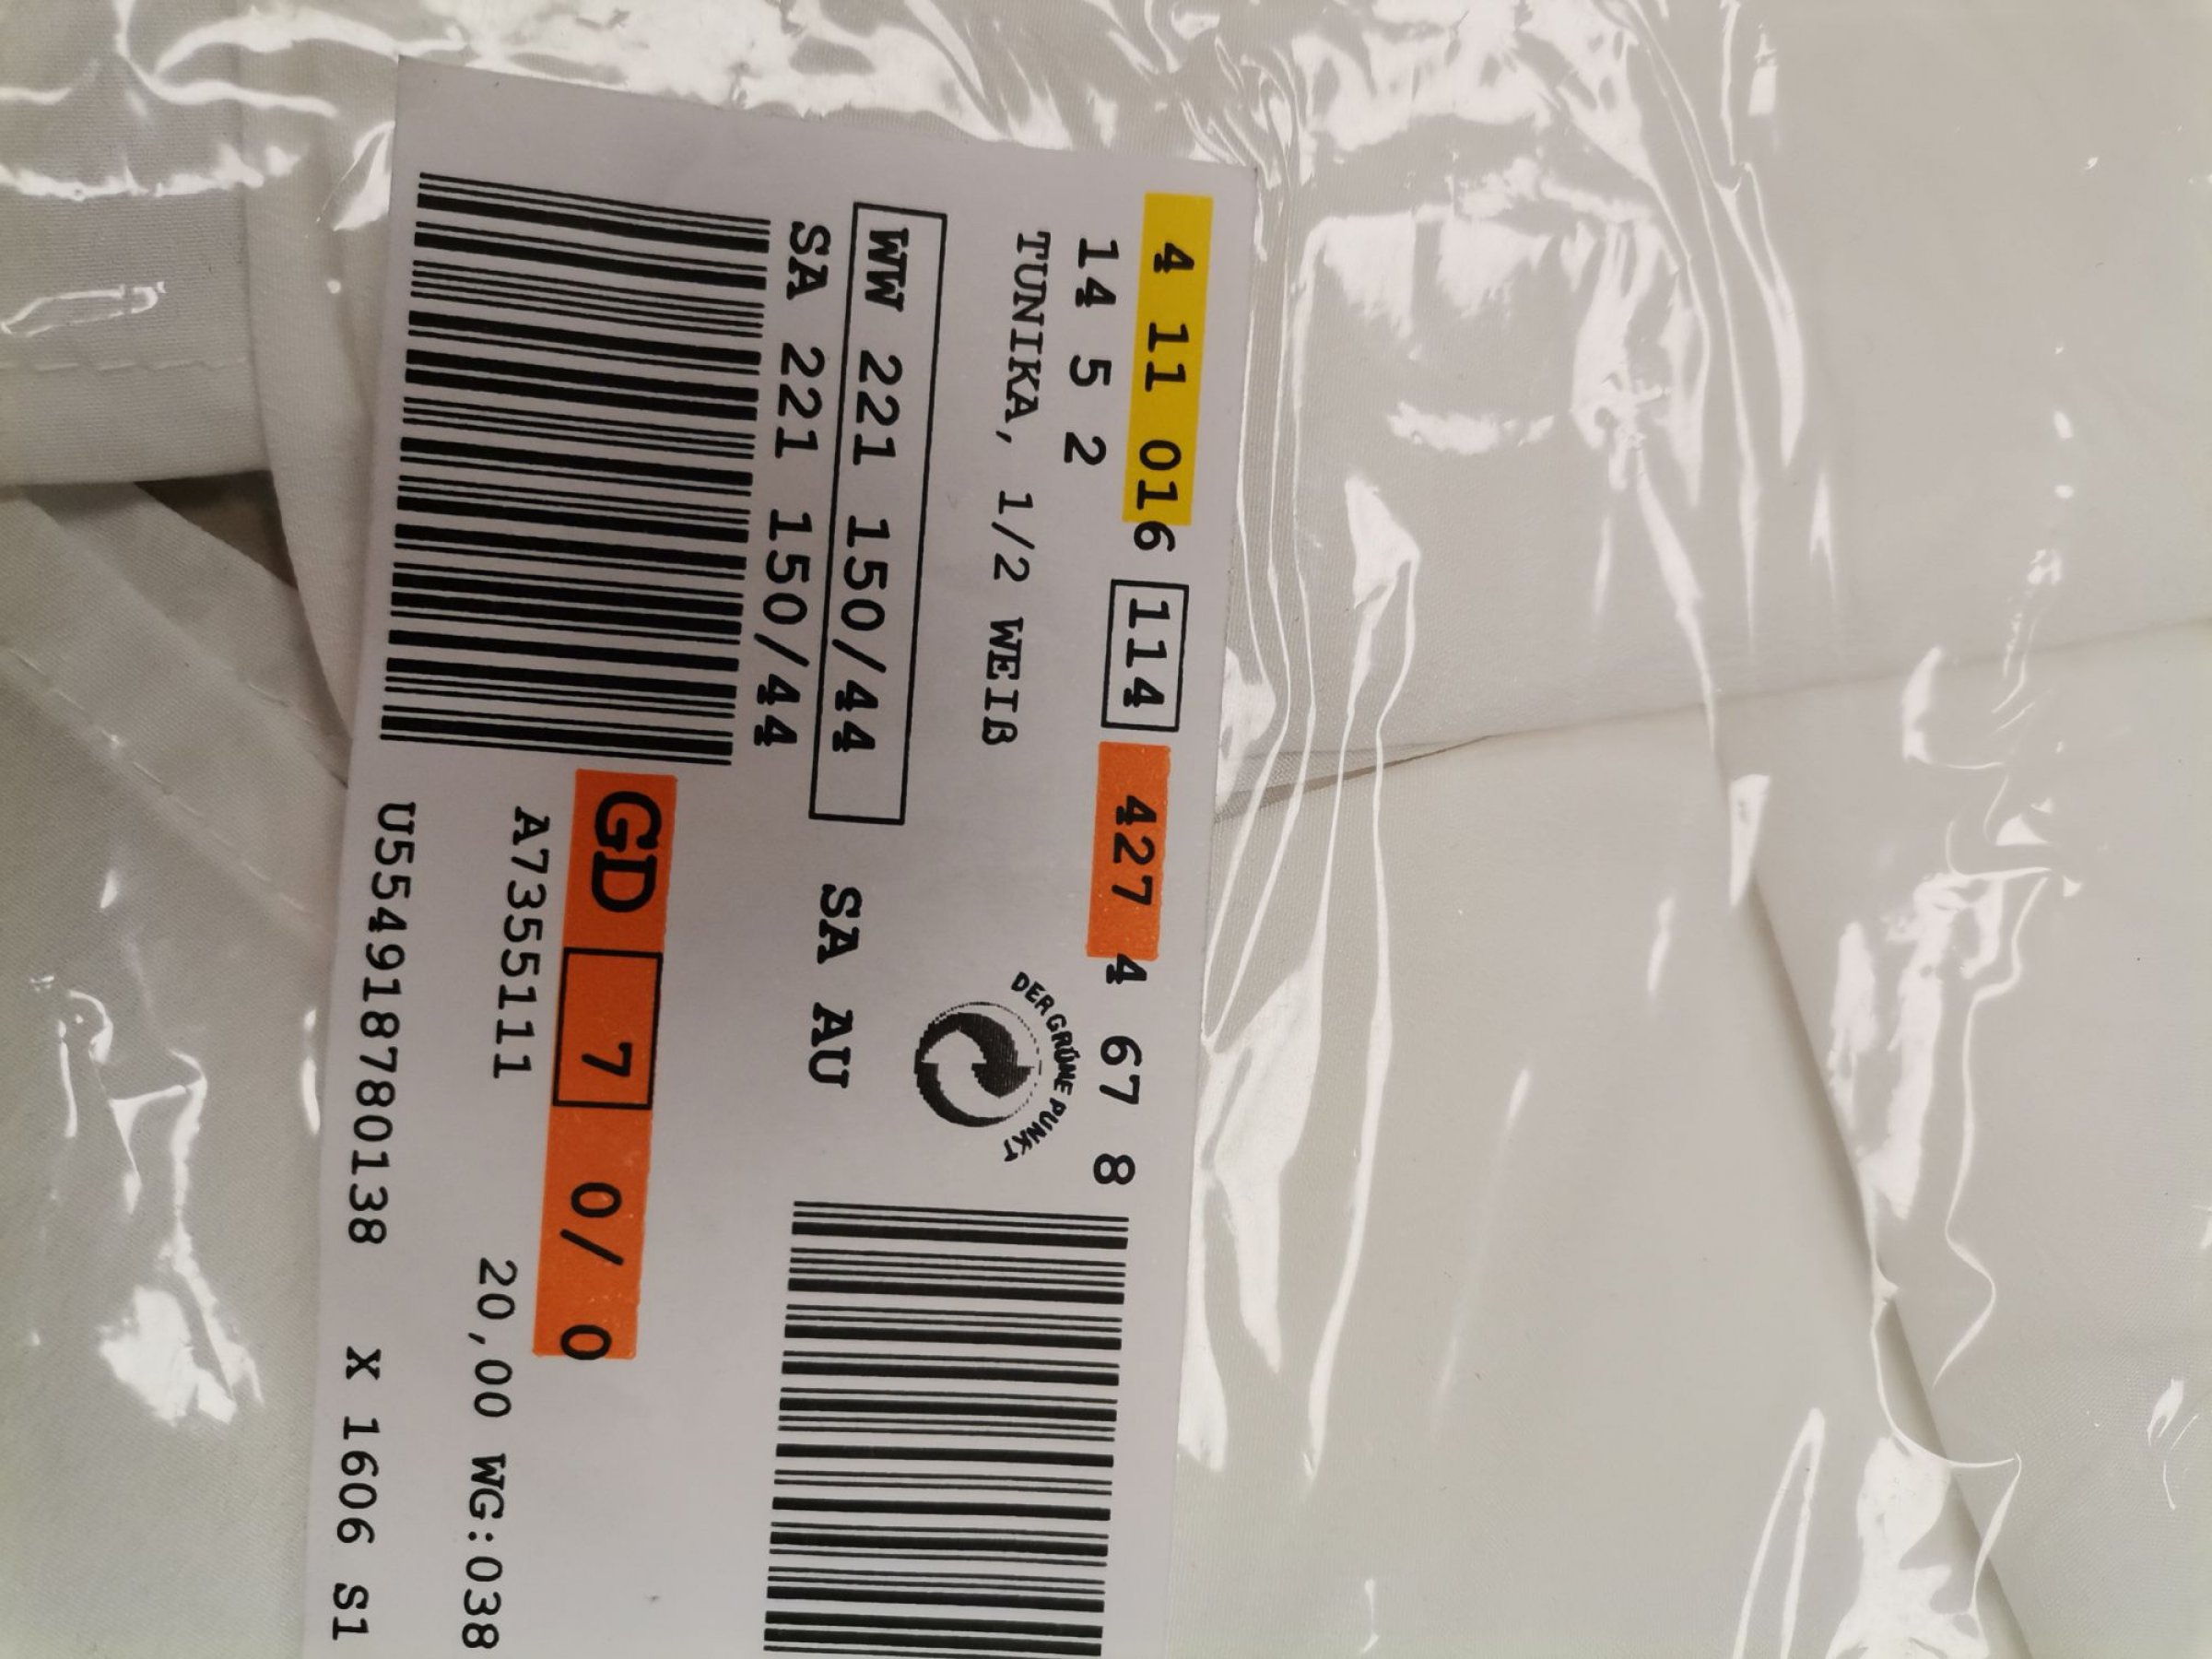 4 11 016 114 427 4 67 8
14 5 2
TUNIKA, 1/2 WEIß
DER GRÜNE PUNKT
WW 221 150/44 SA AU
SA 221 150/44
GD 7 0/ 0
A7355111 20,00 WG:038
U55491878780138 X 1606 S1